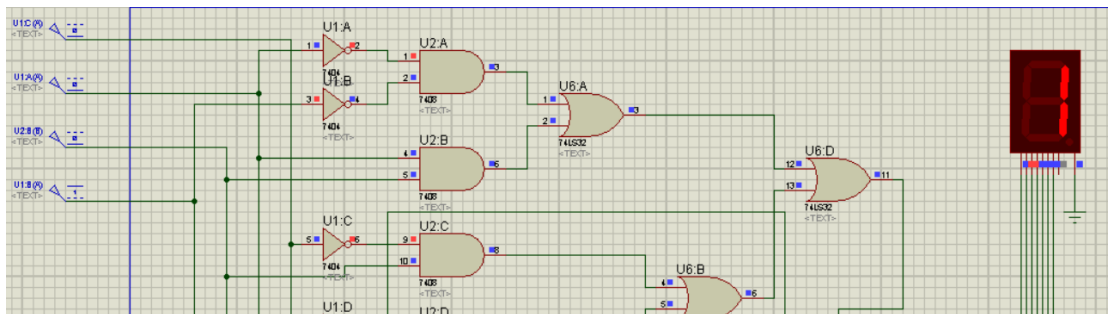 U1:C(A)
<TEXT>
U1:A(A)
<TEXT>
U2:B(B)
<TEXT>
U1:B(A)
<TEXT>
U1:A
1
2
7404
U1:B
3
4
7404
<TEXT>
U2:A
1
2
3
7408
<TEXT>
U2:B
4
5
6
7408
<TEXT>
U1:C
5
6
7404
<TEXT>
U2:C
9
10
8
7408
<TEXT>
U1:D
U2:D
U6:A
1
2
3
74LS32
<TEXT>
U6:B
4
5
6
U6:D
12
13
11
74LS32
<TEXT>
1